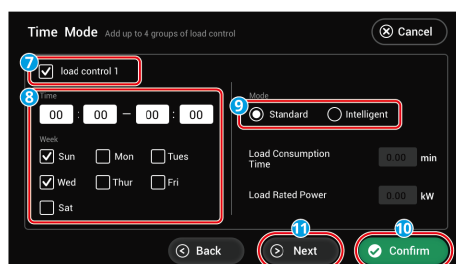 Time Mode Add up to 4 groups of load control
Cancel
7
load control 1
8
Time
00 : 00 — 00 : 00
Week
Sun Mon Tues
Wed Thur Fri
Sat
9
Mode
Standard Intelligent
Load Consumption
Time
0.00 min
Load Rated Power 0.00 kW
11
10
Back Next Confirm